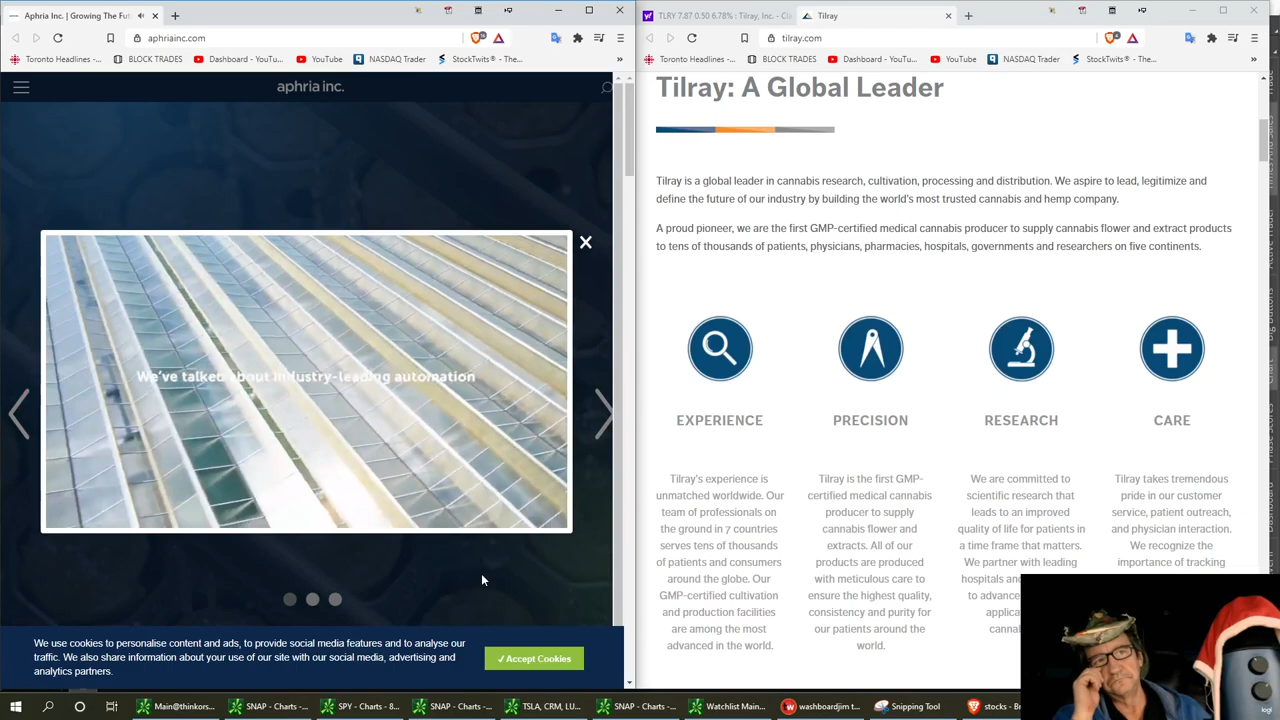 Aphria Inc. | Growing The Fut
aphriainc.com
Toronto Headlines -...
BLOCK TRADES
Dashboard - YouTu...
YouTube
NASDAQ Trader
StockTwits® - The...
»
aphria inc.
We've talked about industry-leading automation
We use cookies to personalise content and ads, to provide social media features and to analyse our
traffic. We also share information about your use of our site with our social media, advertising and
analytics partners.
✓Accept Cookies
TLRY 7.87 0.50 6.78% : Tilray, Inc. - Cl
Tilray
tilray.com
Toronto Headlines -...
BLOCK TRADES
Dashboard - YouTu...
YouTube
NASDAQ Trader
StockTwits® - The...
»
Tilray: A Global Leader
Tilray is a global leader in cannabis research, cultivation, processing and distribution. We aspire to lead, legitimize and
define the future of our industry by building the world's most trusted cannabis and hemp company.
A proud pioneer, we are the first GMP-certified medical cannabis producer to supply cannabis flower and extract products
to tens of thousands of patients, physicians, pharmacies, hospitals, governments and researchers on five continents.
EXPERIENCE
Tilray's experience is
unmatched worldwide. Our
team of professionals on
the ground in 7 countries
serves tens of thousands
of patients and consumers
around the globe. Our
GMP-certified cultivation
and production facilities
are among the most
advanced in the world.
PRECISION
Tilray is the first GMP-
certified medical cannabis
producer to supply
cannabis flower and
extracts. All of our
products are produced
with meticulous care to
ensure the highest quality,
consistency and purity for
our patients around the
world.
RESEARCH
We are committed to
scientific research that
leads to an improved
quality of life for patients in
a time frame that matters.
We partner with leading
hospitals an
to advance
applic
canna
CARE
Tilray takes tremendous
pride in our customer
service, patient outreach,
and physician interaction.
We recognize the
importance of tracking
Active Trader
Big Buttons
Chart
Phase Scores
Dashboard
logi
Main@thinkors...
SNAP - Charts -...
SPY - Charts - 8...
SNAP - Charts -...
TSLA, CRM, LU...
SNAP - Charts -...
Watchlist Main...
washboardjim t...
Snipping Tool
stocks - Br